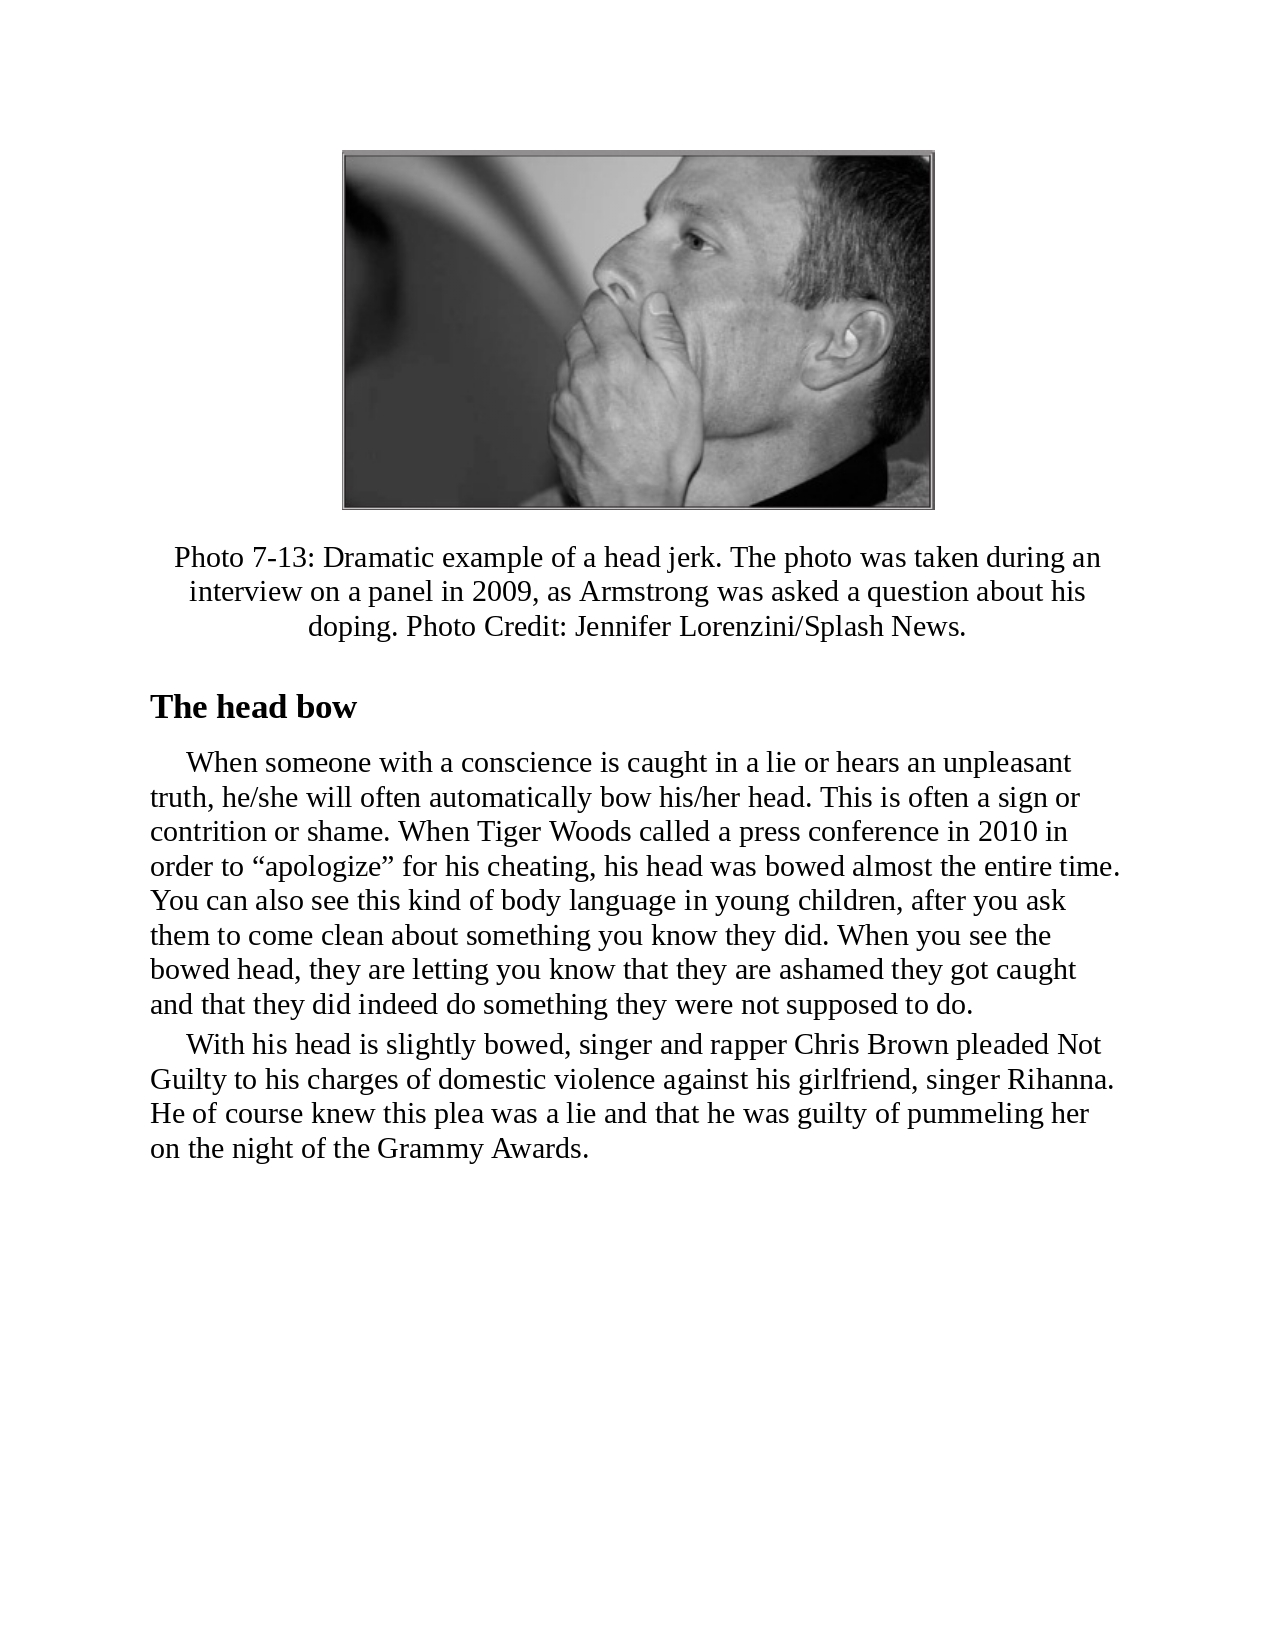 Photo 7-13: Dramatic example of a head jerk. The photo was taken during an
interview on a panel in 2009, as Armstrong was asked a question about his
doping. Photo Credit: Jennifer Lorenzini/Splash News.
The head bow
When someone with a conscience is caught in a lie or hears an unpleasant
truth, he/she will often automatically bow his/her head. This is often a sign or
contrition or shame. When Tiger Woods called a press conference in 2010 in
order to “apologize” for his cheating, his head was bowed almost the entire time.
You can also see this kind of body language in young children, after you ask
them to come clean about something you know they did. When you see the
bowed head, they are letting you know that they are ashamed they got caught
and that they did indeed do something they were not supposed to do.
With his head is slightly bowed, singer and rapper Chris Brown pleaded Not
Guilty to his charges of domestic violence against his girlfriend, singer Rihanna.
He of course knew this plea was a lie and that he was guilty of pummeling her
on the night of the Grammy Awards.